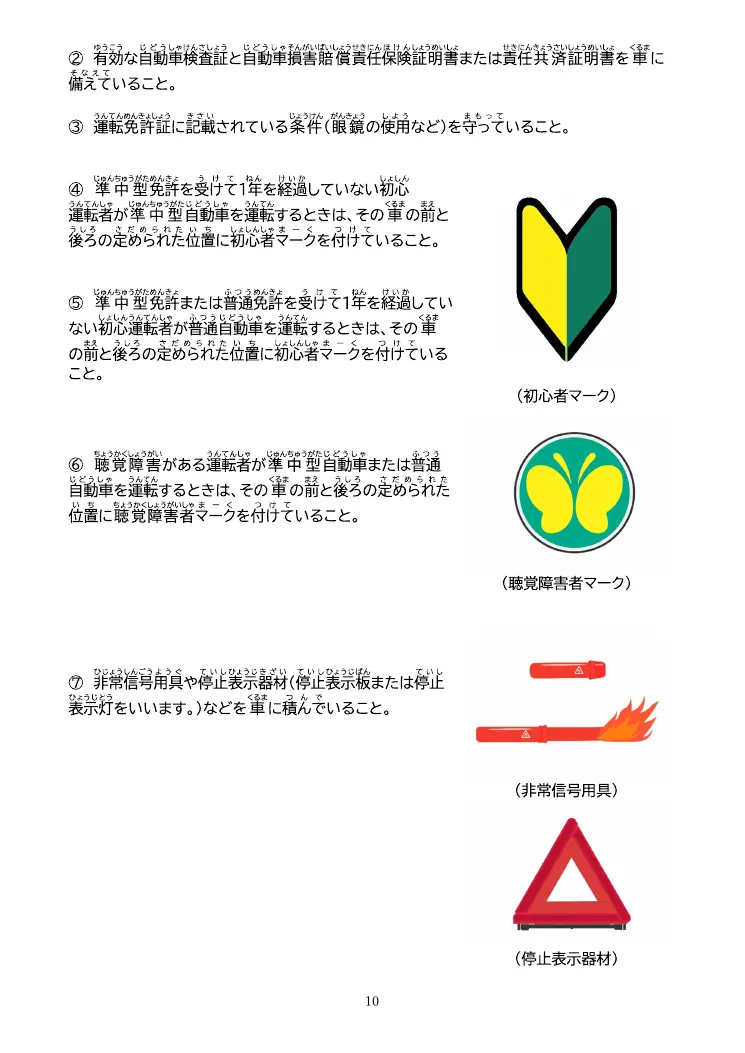 ② 有効な自動車検査証と自動車損害賠償責任保険証明書または責任共済証明書を車に
備えていること。
③ 運転免許証に記載されている条件（眼鏡の使用など）を守っていること。
④ 準中型免許を受けて1年を経過していない初心
運転者が準中型自動車を運転するときは、その車の前と
後ろの定められた位置に初心者マークを付けていること。
⑤ 準中型免許または普通免許を受けて1年を経過してい
ない初心運転者が普通自動車を運転するときは、その車
の前と後ろの定められた位置に初心者マークを付けている
こと。
（初心者マーク）
⑥ 聴覚障害がある運転者が準中型自動車または普通
自動車を運転するときは、その車の前と後ろの定められた
位置に聴覚障害者マークを付けていること。
（聴覚障害者マーク）
⑦ 非常信号用具や停止表示器材（停止表示板または停止
表示灯をいいます。）などを車に積んでいること。
（非常信号用具）
（停止表示器材）
10